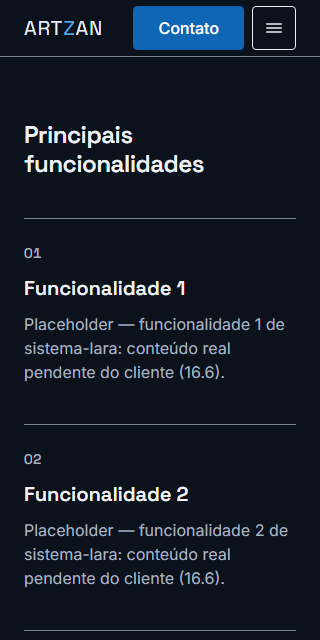 ARTZAN
Contato
Principais
funcionalidades
01
Funcionalidade 1
Placeholder — funcionalidade 1 de
sistema-lara: conteúdo real
pendente do cliente (16.6).
02
Funcionalidade 2
Placeholder — funcionalidade 2 de
sistema-lara: conteúdo real
pendente do cliente (16.6).